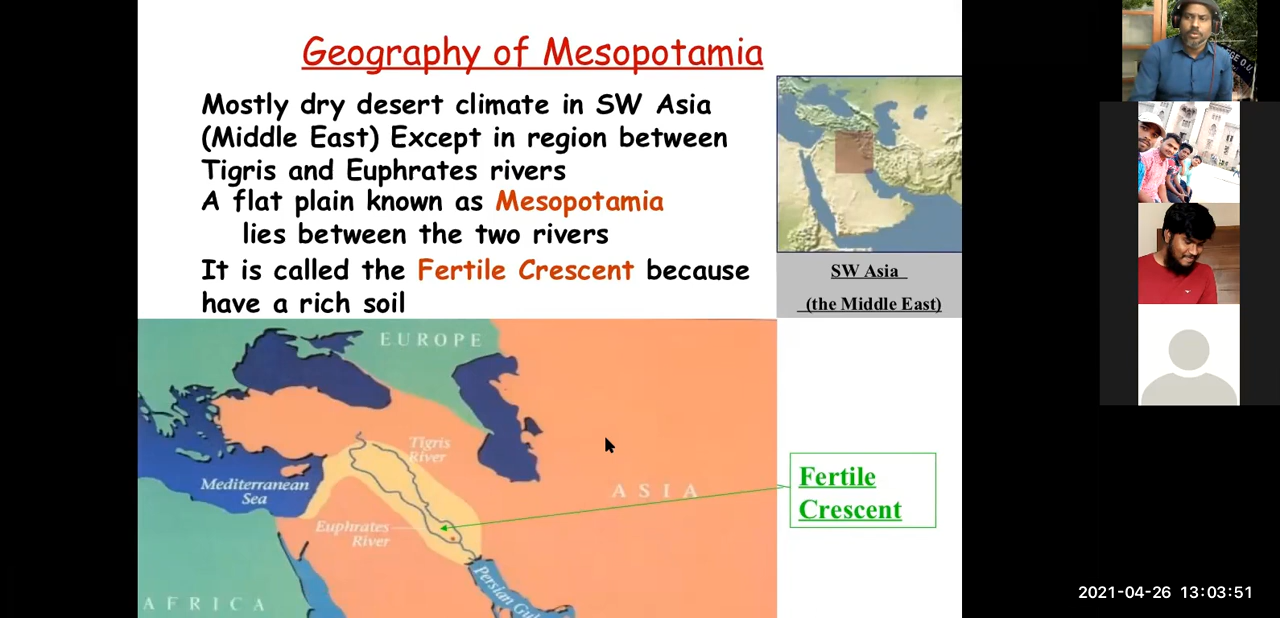 Geography of Mesopotamia
Mostly dry desert climate in SW Asia
(Middle East) Except in region between
Tigris and Euphrates rivers
A flat plain known as Mesopotamia
lies between the two rivers
It is called the Fertile Crescent because
have a rich soil
SW Asia
(the Middle East)
EUROPE
Tigris
River
Mediterranean
Sea
ASIA
Euphrates
River
Persian
AFRICA
Fertile
Crescent
2021-04-26 13:03:51